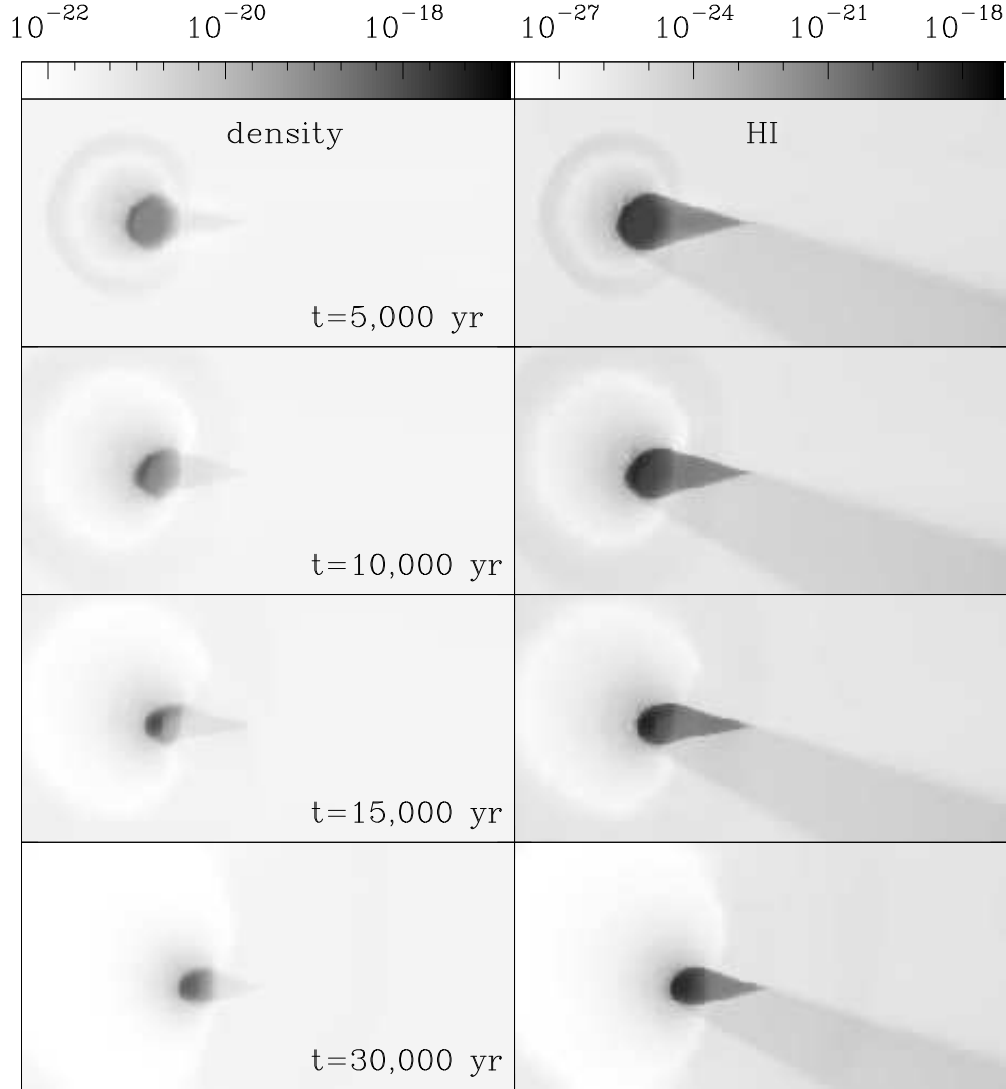 10^-22 10^-20 10^-18 10^-27 10^-24 10^-21 10^-18
density HI
t=5,000 yr
t=10,000 yr
t=15,000 yr
t=30,000 yr